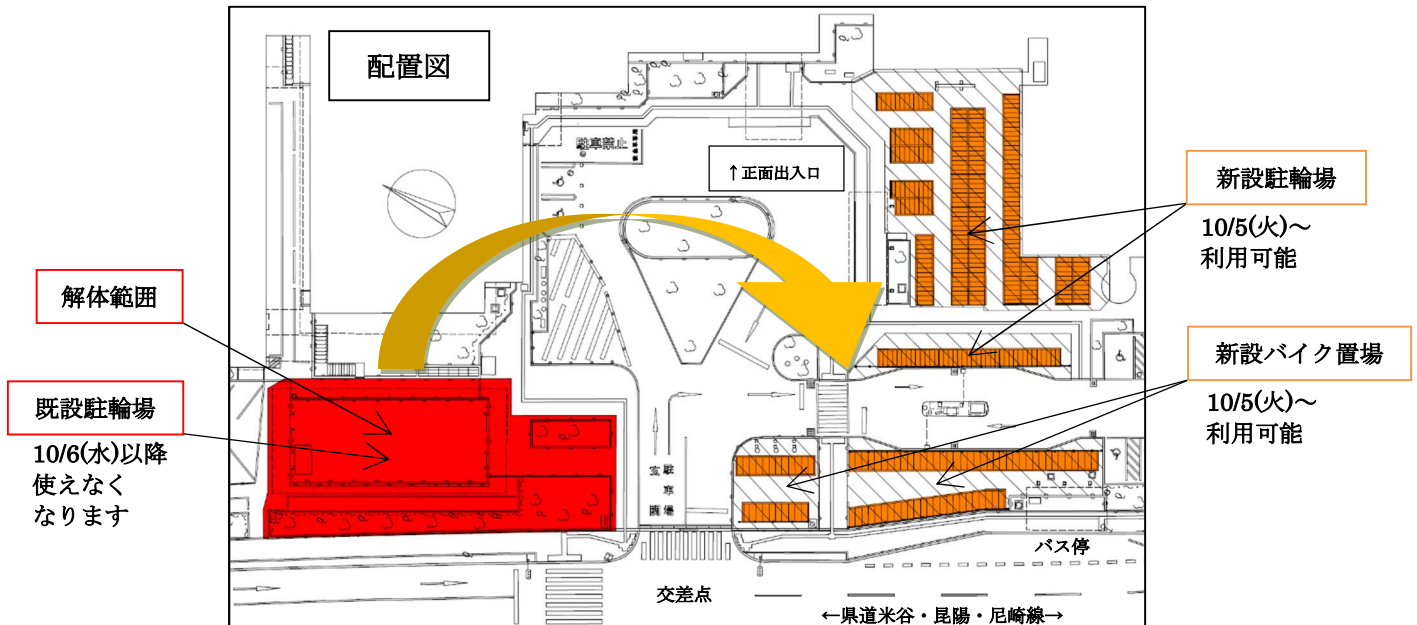 配置図
駐車禁止
↑正面出入口
新設駐輪場
10/5(火)～
利用可能
解体範囲
既設駐輪場
10/6(水)以降
使えなく
なります
新設バイク置場
10/5(火)～
利用可能
バス停
交差点
←県道米谷・昆陽・尼崎線→